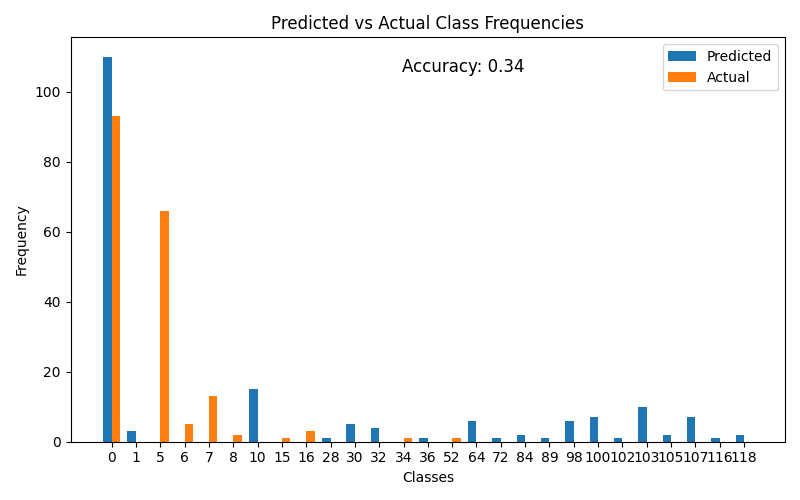 Predicted vs Actual Class Frequencies
Accuracy: 0.34
Predicted
Actual
Frequency
100
80
60
40
20
0
0 1 5 6 7 8 10 15 16 28 30 32 34 36 52 64 72 84 89 98 100 102 103 105 107 116 118
Classes